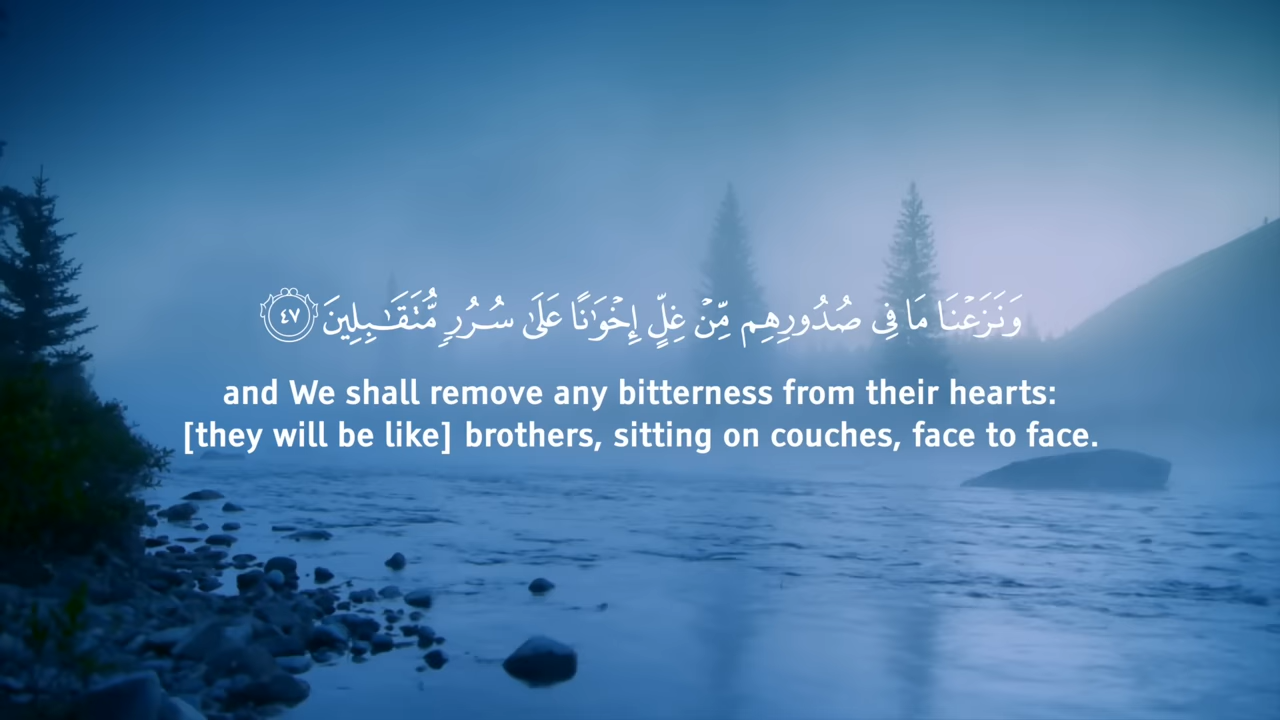 وَنَزَعْنَا مَا فِى صُدُورِهِم مِّنْ غِلٍّ إِخْوَٰنًا عَلَىٰ سُرُرٍ مُّتَقَـٰبِلِينَ ٤٧
and We shall remove any bitterness from their hearts:
[they will be like] brothers, sitting on couches, face to face.